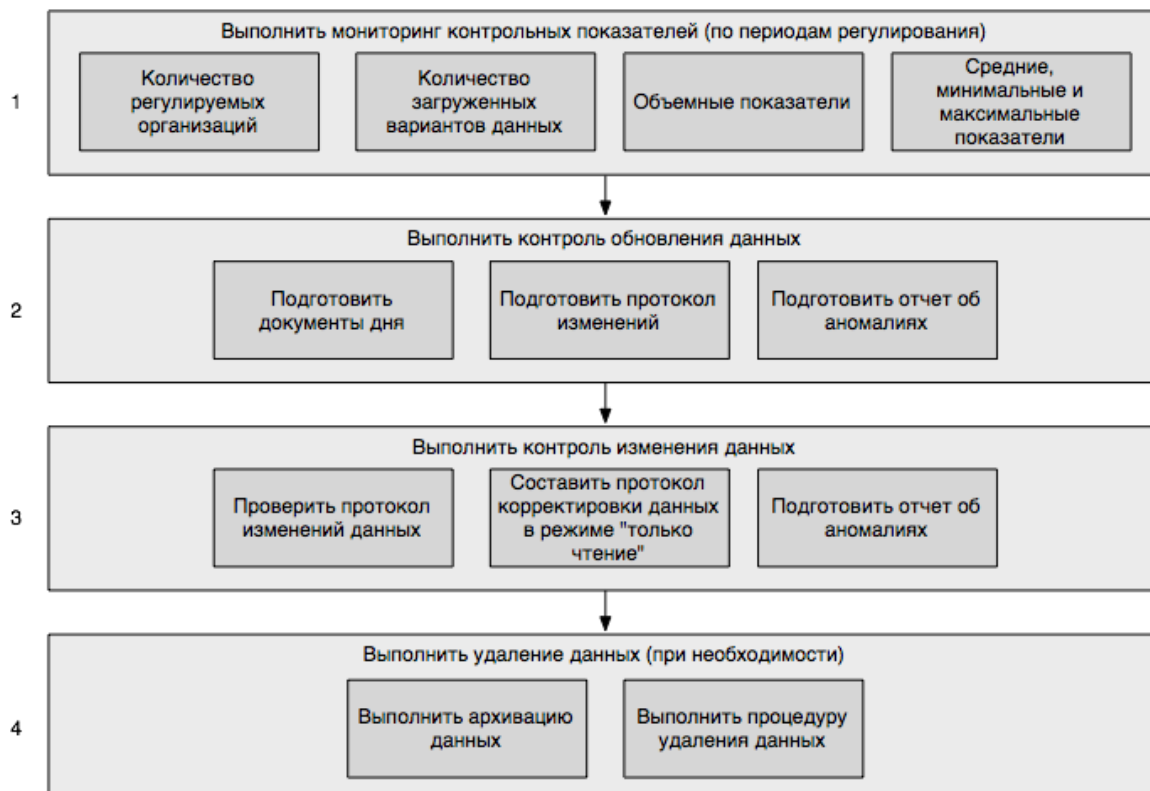 Выполнить мониторинг контрольных показателей (по периодам регулирования)
1
Количество
регулируемых
организаций
Количество
загруженных
вариантов данных
Объемные показатели
Средние,
минимальные и
максимальные
показатели
Выполнить контроль обновления данных
2
Подготовить
документы дня
Подготовить протокол
изменений
Подготовить отчет об
аномалиях
Выполнить контроль изменения данных
3
Проверить протокол
изменений данных
Составить протокол
корректировки данных
в режиме "только
чтение"
Подготовить отчет об
аномалиях
Выполнить удаление данных (при необходимости)
4
Выполнить архивацию
данных
Выполнить процедуру
удаления данных